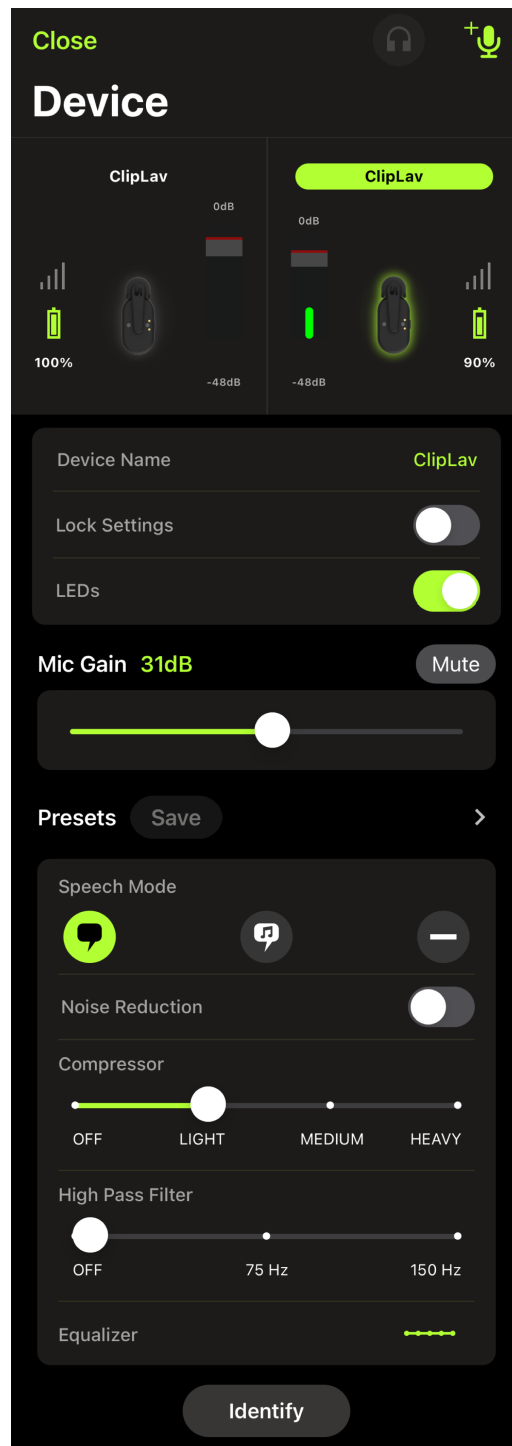 Close
Device
ClipLav
ClipLav
0dB
0dB
100%
90%
-48dB
-48dB
Device Name ClipLav
Lock Settings
LEDs
Mic Gain 31dB Mute
Presets Save
Speech Mode
Noise Reduction
Compressor
OFF LIGHT MEDIUM HEAVY
High Pass Filter
OFF 75 Hz 150 Hz
Equalizer
Identify